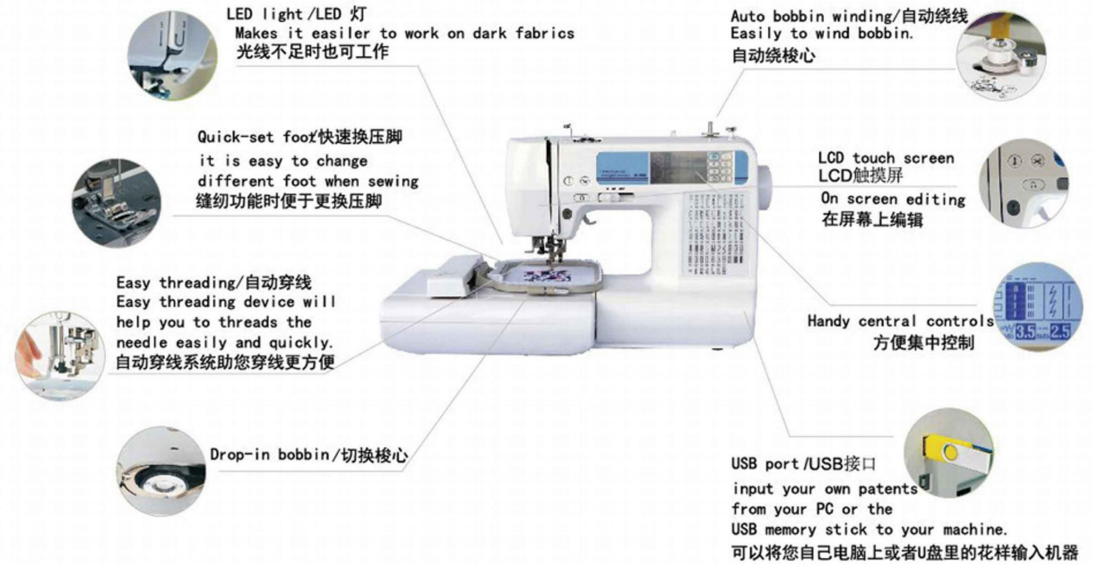 LED light/LED 灯
Makes it easiler to work on dark fabrics
光线不足时也可工作
Auto bobbin winding/自动绕线
Easily to wind bobbin.
自动绕梭心
Quick-set foor/快速换压脚
it is easy to change
different foot when sewing
缝纫功能时便于更换压脚
LCD touch screen
LCD触摸屏
On screen editing
在屏幕上编辑
Easy threading/自动穿线
Easy threading device will
help you to threads the
needle easily and quickly.
自动穿线系统助您穿线更方便
Handy central controls
方便集中控制
3.5 2.5
Drop-in bobbin/切换梭心
USB port/USB接口
input your own patents
from your PC or the
USB memory stick to your machine.
可以将您自己电脑上或者U盘里的花样输入机器